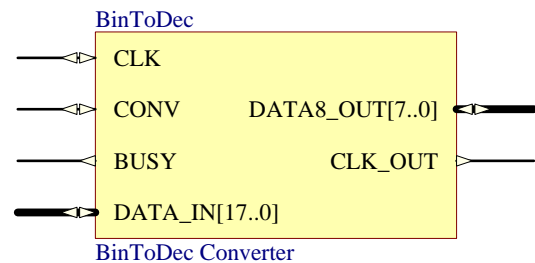 BinToDec
CLK
CONV DATA8_OUT[7..0]
BUSY CLK_OUT
DATA_IN[17..0]
BinToDec Converter